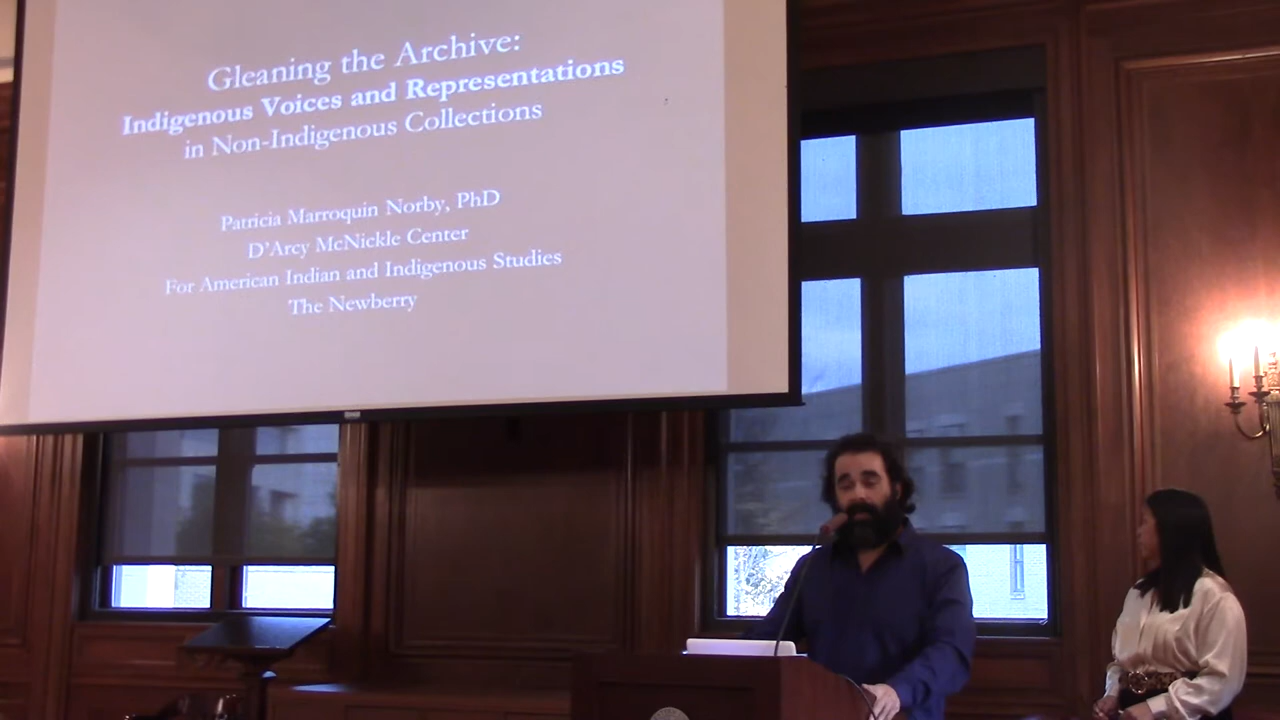 Gleaning the Archive:
Indigenous Voices and Representations
in Non-Indigenous Collections
Patricia Marroquin Norby, PhD
D'Arcy McNickle Center
For American Indian and Indigenous Studies
The Newberry